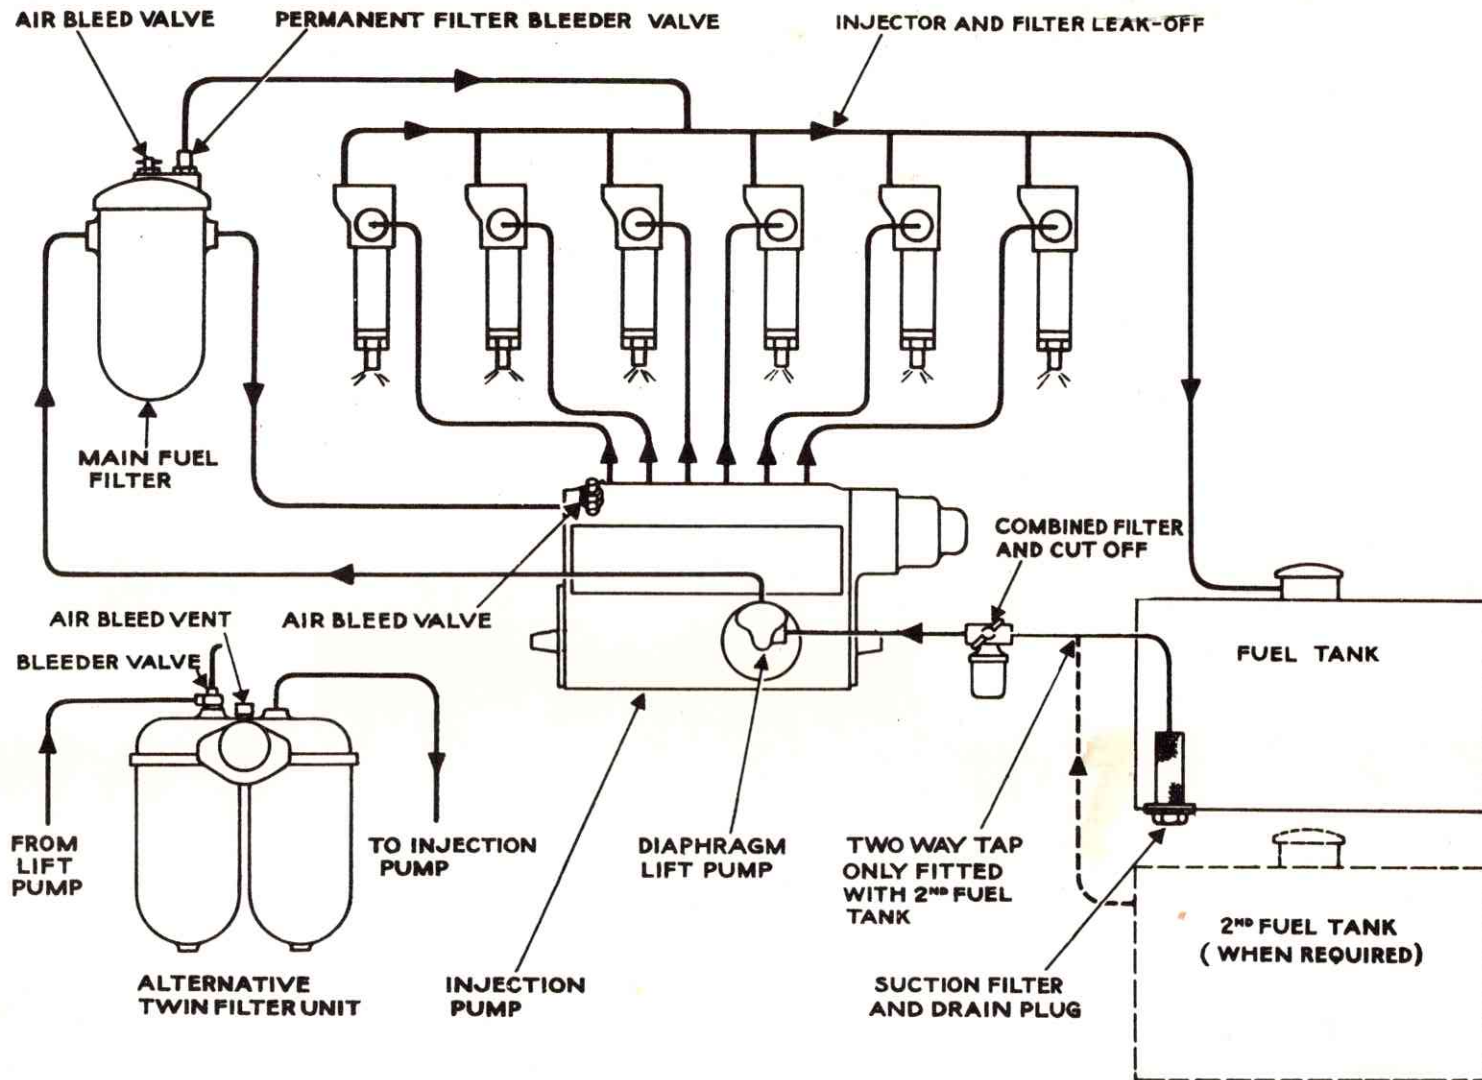 AIR BLEED VALVE
PERMANENT FILTER BLEEDER VALVE
INJECTOR AND FILTER LEAK-OFF
MAIN FUEL
FILTER
COMBINED FILTER
AND CUT OFF
AIR BLEED VENT
AIR BLEED VALVE
BLEEDER VALVE
FUEL TANK
FROM
LIFT
PUMP
TO INJECTION
PUMP
DIAPHRAGM
LIFT PUMP
TWO WAY TAP
ONLY FITTED
WITH 2ND FUEL
TANK
2ND FUEL TANK
( WHEN REQUIRED)
ALTERNATIVE
TWIN FILTER UNIT
INJECTION
PUMP
SUCTION FILTER
AND DRAIN PLUG